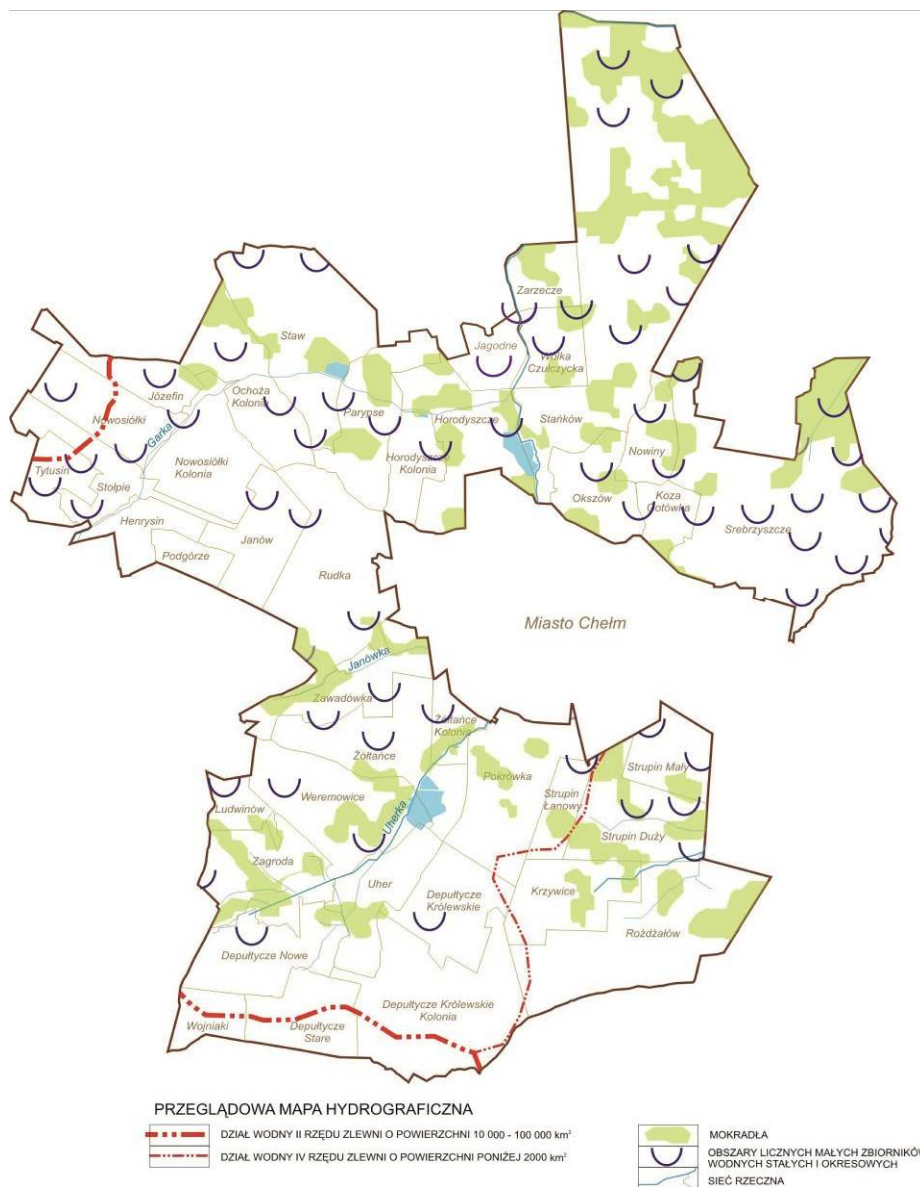 Zarzecze
Staw
Jagodne
Wólka
Czułczycka
Józefin
Ochoża
Kolonia
Nowosiółki
Parypse
Horodyszcze
Stańków
Garka
Nowiny
Tytusin
Nowosiółki
Kolonia
Horodyszcze
Kolonia
Stołpie
Okszów
Koza
Gotówka
Srebrzyszcze
Henrysin
Janów
Podgórze
Rudka
Miasto Chełm
Janówka
Zawadówka
Żółtańce
Kolonia
Żółtańce
Pokrówka
Strupin Mały
Ludwinów
Weremowice
Strupin
Łanowy
Uherka
Strupin Duży
Zagroda
Uher
Depułtycze
Królewskie
Krzywice
Rożdżałów
Depułtycze Nowe
Depułtycze Królewskie
Kolonia
Wojniaki
Depułtycze
Stare
PRZEGLĄDOWA MAPA HYDROGRAFICZNA
DZIAŁ WODNY II RZĘDU ZLEWNI O POWIERZCHNI 10 000 - 100 000 km²
DZIAŁ WODNY IV RZĘDU ZLEWNI O POWIERZCHNI PONIŻEJ 2000 km²
MOKRADŁA
OBSZARY LICZNYCH MAŁYCH ZBIORNIKÓW
WODNYCH STAŁYCH I OKRESOWYCH
SIEĆ RZECZNA